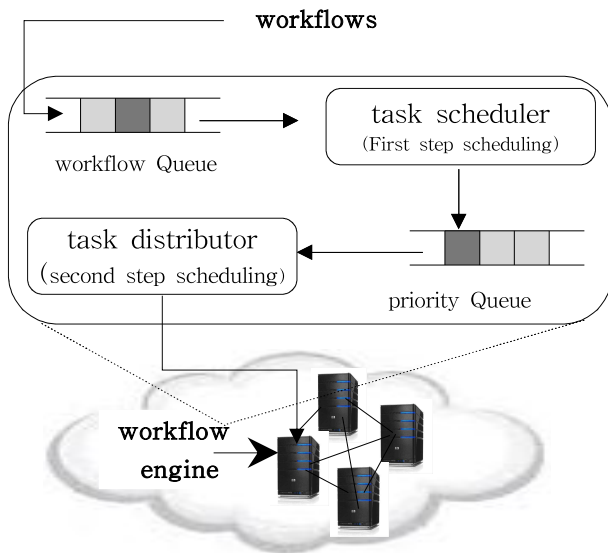 workflows
task scheduler
(First step scheduling)
workflow Queue
task distributor
(second step scheduling)
priority Queue
workflow
engine